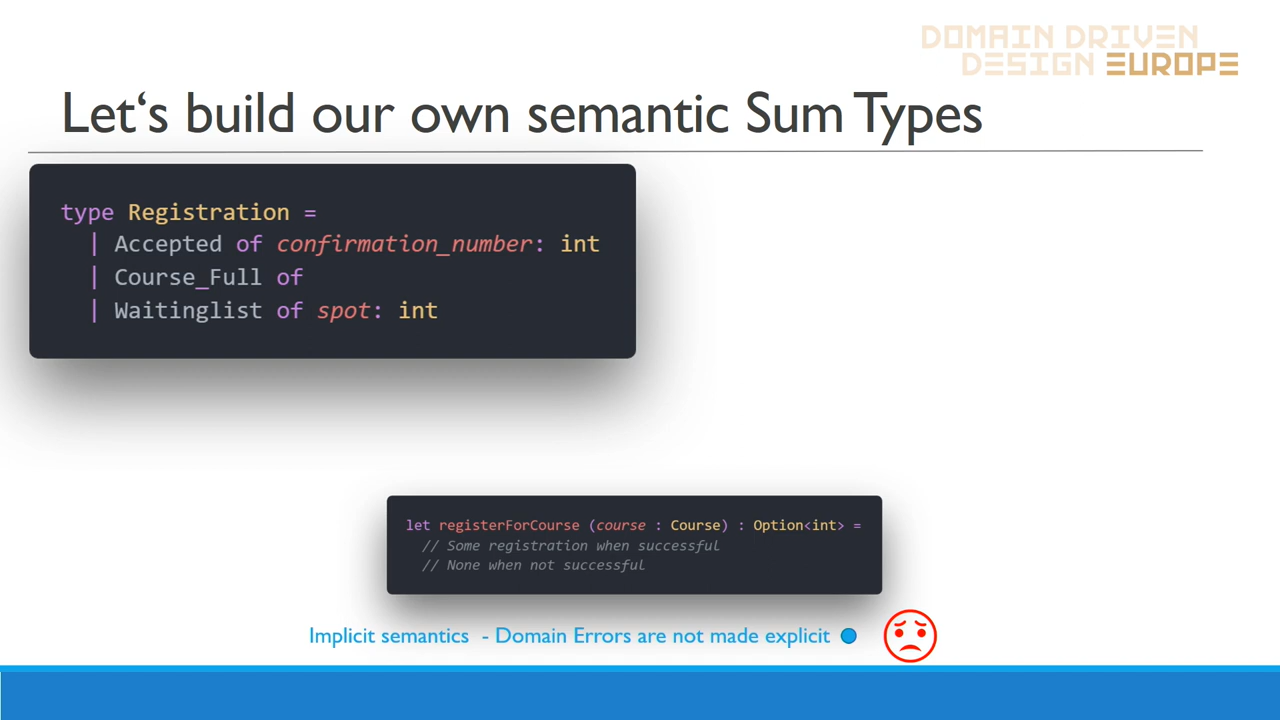 DOMAIN DRIVEN
DESIGN EUROPE
Let‘s build our own semantic Sum Types
type Registration =
| Accepted of confirmation_number: int
| Course_Full of
| Waitinglist of spot: int
let registerForCourse (course : Course) : Option<int> =
// Some registration when successful
// None when not successful
Implicit semantics - Domain Errors are not made explicit